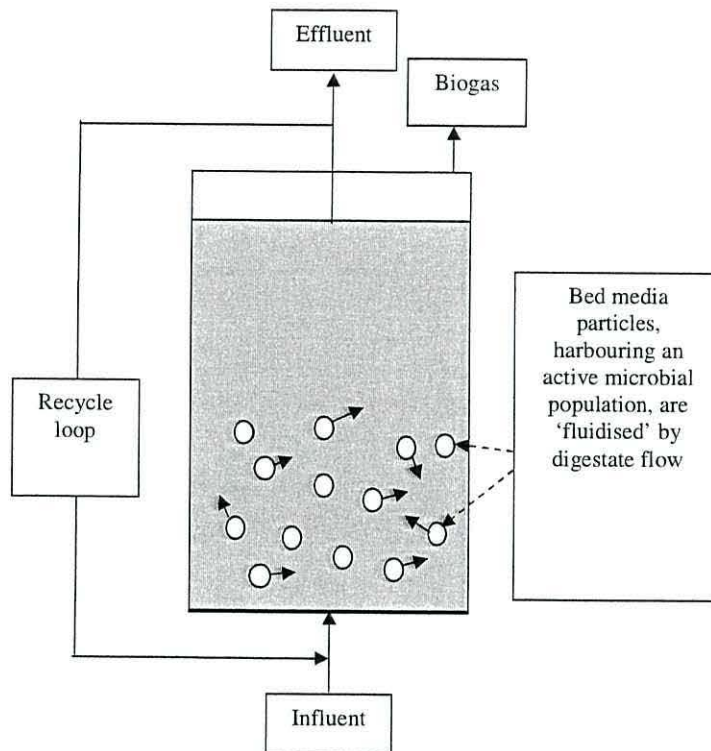 Effluent
Biogas
Bed media
particles,
harbouring an
active microbial
population, are
‘fluidised’ by
digestate flow
Recycle
loop
Influent